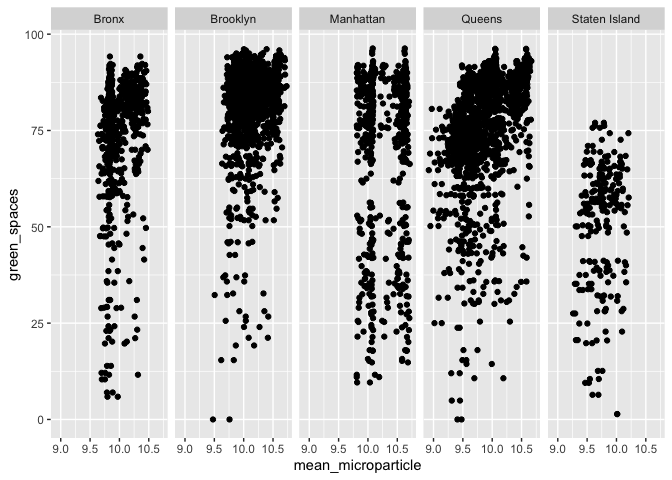 Bronx Brooklyn Manhattan Queens Staten Island
100
75
50
25
0
green_spaces
9.0 9.5 10.0 10.5 9.0 9.5 10.0 10.5 9.0 9.5 10.0 10.5 9.0 9.5 10.0 10.5 9.0 9.5 10.0 10.5
mean_microparticle